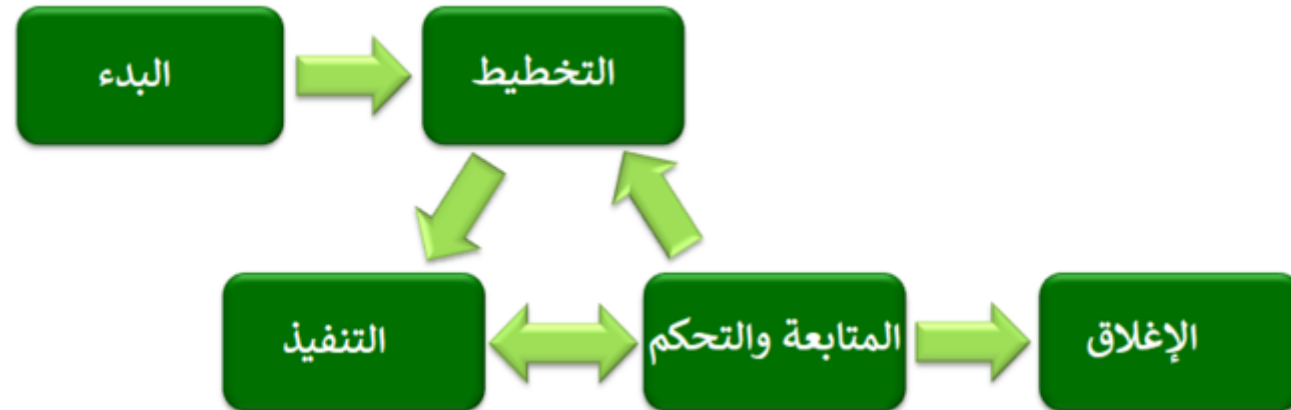 البدء
التخطيط
التنفيذ
المتابعة والتحكم
الإغلاق